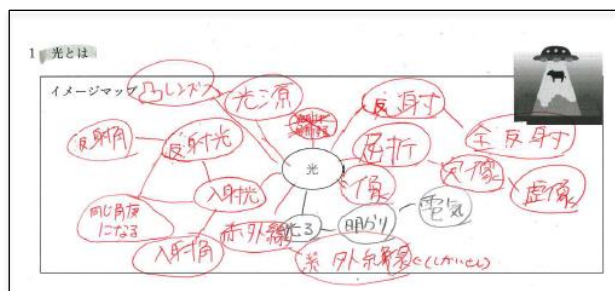 1 光とは
イメージマップ
凸レンズ
光源
反射
全反射
反射角
反射光
屈折
実像
虚像
光
像
入射光
同じ角度
になる
入射角
赤外線
光る
明かり
電気
紫外線